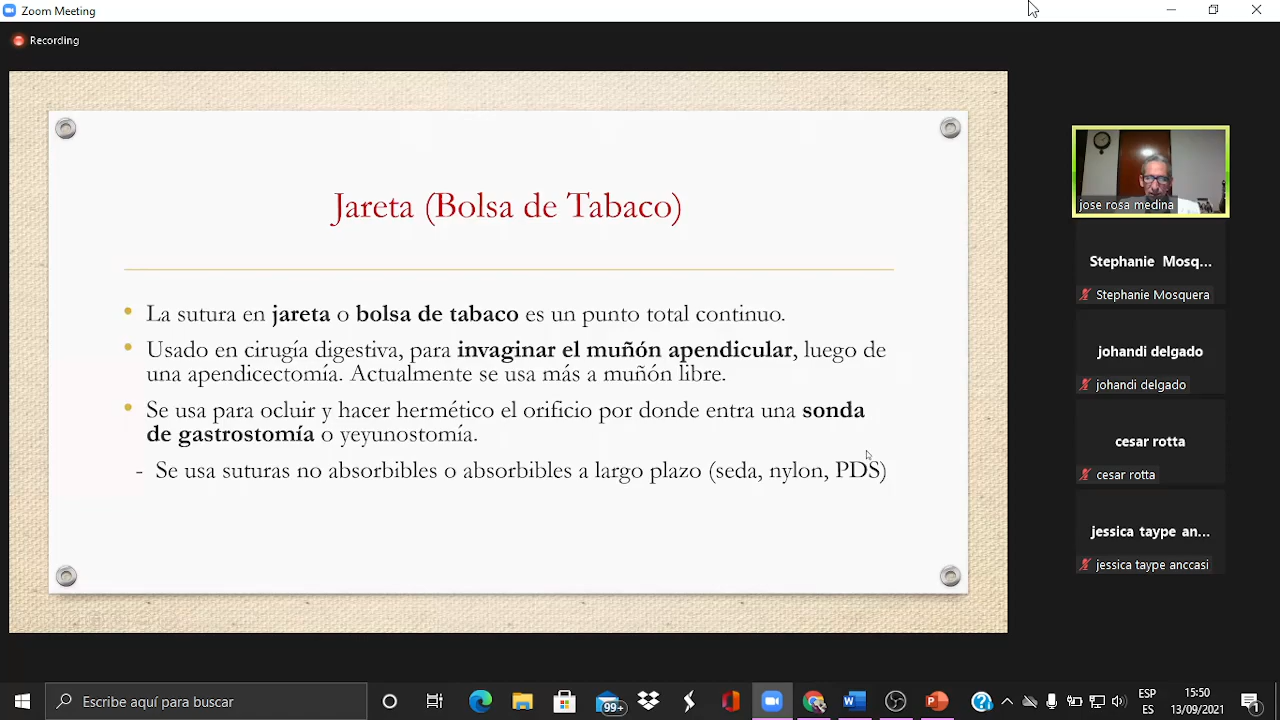 Zoom Meeting
Recording
Jareta (Bolsa de Tabaco)
• La sutura en jareta o bolsa de tabaco es un punto total continuo.
• Usado en cirugía digestiva, para invaginar el muñón apendicular, luego de
una apendicectomía. Actualmente se usa más a muñón libre.
• Se usa para ocluir y hacer hermético el orificio por donde entra una sonda
de gastrostomía o yeyunostomía.
- Se usa suturas no absorbibles o absorbibles a largo plazo (seda, nylon, PDS)
jose rosa medina
Stephanie Mosq...
Stephanie Mosquera
johandi delgado
johandi delgado
cesar rotta
cesar rotta
jessica taype an...
jessica taype anccasi
Escribe aquí para buscar
99+
ESP
ES
15:50
13/09/2021
1